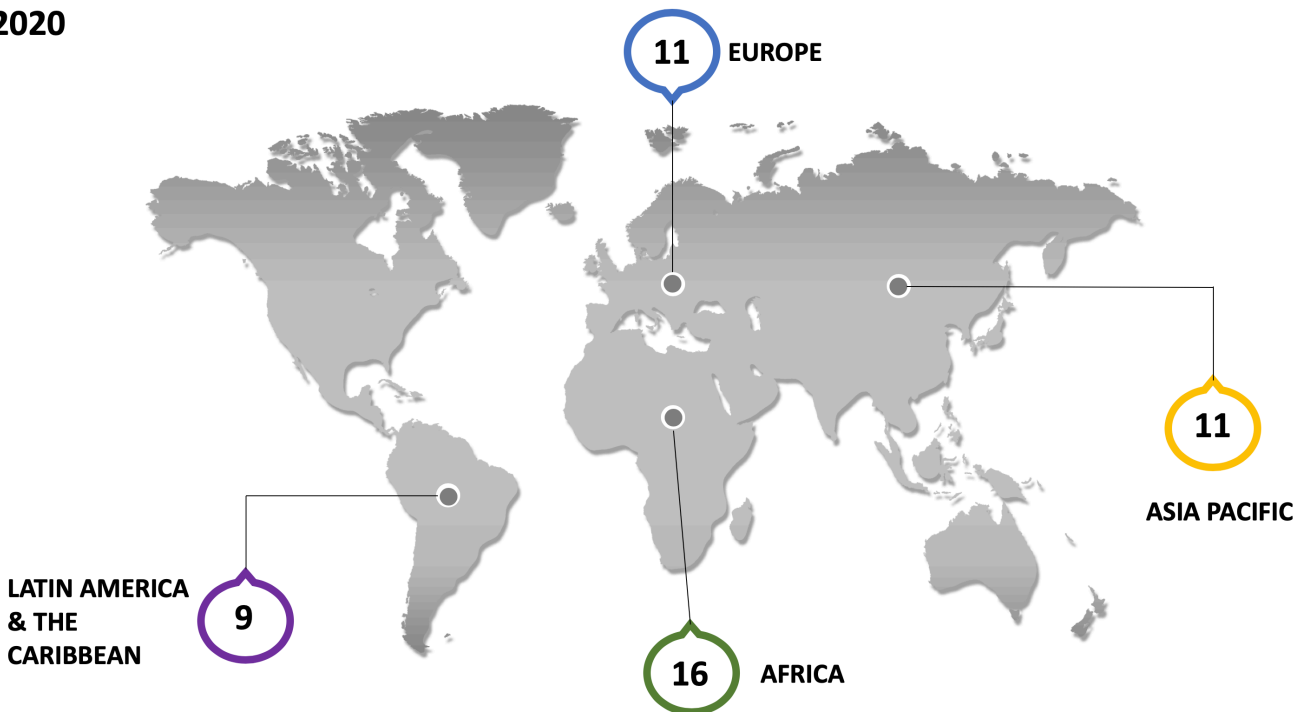 2020
11
EUROPE
11
ASIA PACIFIC
LATIN AMERICA
& THE
CARIBBEAN
9
16
AFRICA